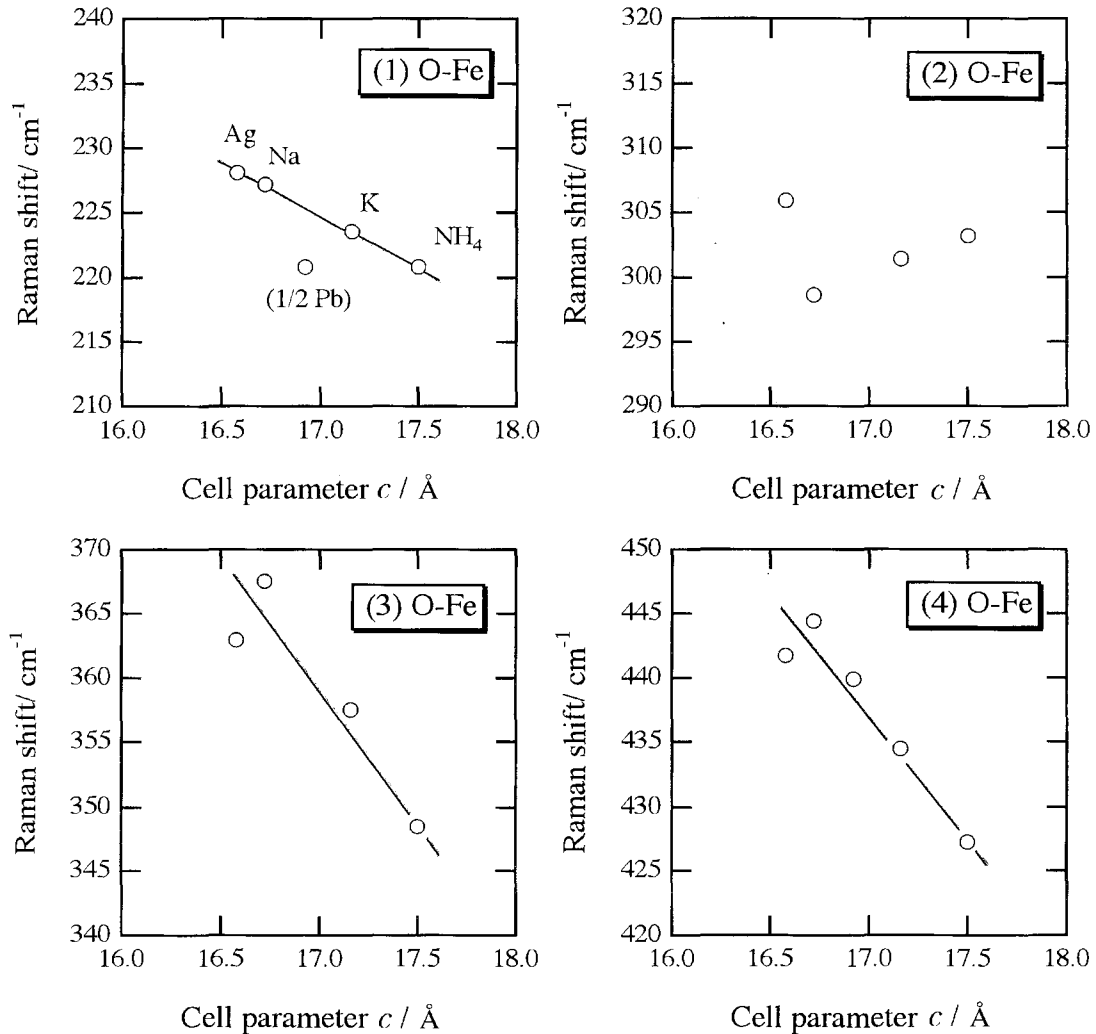 (1) O-Fe
240
235
230
225
220
215
210
Raman shift/ cm⁻¹
Ag
Na
K
NH₄
(1/2 Pb)
16.0 16.5 17.0 17.5 18.0
Cell parameter c / Å
(2) O-Fe
320
315
310
305
300
295
290
Raman shift/ cm⁻¹
16.0 16.5 17.0 17.5 18.0
Cell parameter c / Å
(3) O-Fe
370
365
360
355
350
345
340
Raman shift/ cm⁻¹
16.0 16.5 17.0 17.5 18.0
Cell parameter c / Å
(4) O-Fe
450
445
440
435
430
425
420
Raman shift/ cm⁻¹
16.0 16.5 17.0 17.5 18.0
Cell parameter c / Å